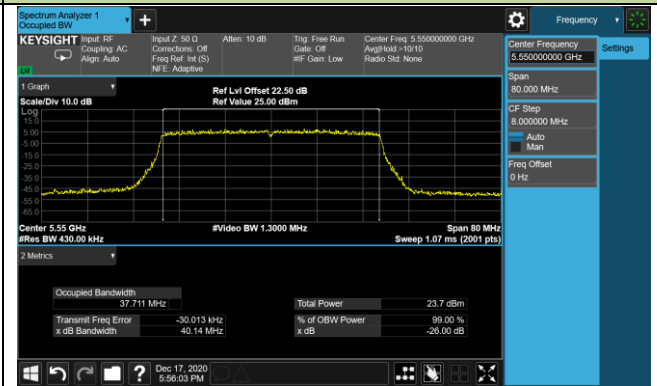 Spectrum Analyzer 1
Occupied BW
+
Frequency
KEYSIGHT
Input: RF
Coupling: AC
Align: Auto
Input Z: 50 Ω
Corrections: Off
Freq Ref: Int (S)
NFE: Adaptive
Atten: 10 dB
Trig: Free Run
Gate: Off
#IF Gain: Low
Center Freq: 5.550000000 GHz
Avg|Hold:>10/10
Radio Std: None
Center Frequency
5.550000000 GHz
Settings
Span
80.000 MHz
CF Step
8.000000 MHz
Auto
Man
Freq Offset
0 Hz
1 Graph
Scale/Div 10.0 dB
Ref Lvl Offset 22.50 dB
Ref Value 25.00 dBm
Log
15.0
5.00
-5.00
-15.0
-25.0
-35.0
-45.0
-55.0
-65.0
Center 5.55 GHz
#Video BW 1.3000 MHz
Span 80 MHz
#Res BW 430.00 kHz
Sweep 1.07 ms (2001 pts)
2 Metrics
Occupied Bandwidth
37.711 MHz
Total Power 23.7 dBm
Transmit Freq Error -30.013 kHz
% of OBW Power 99.00 %
x dB Bandwidth 40.14 MHz
x dB -26.00 dB
?
Dec 17, 2020
5:56:03 PM